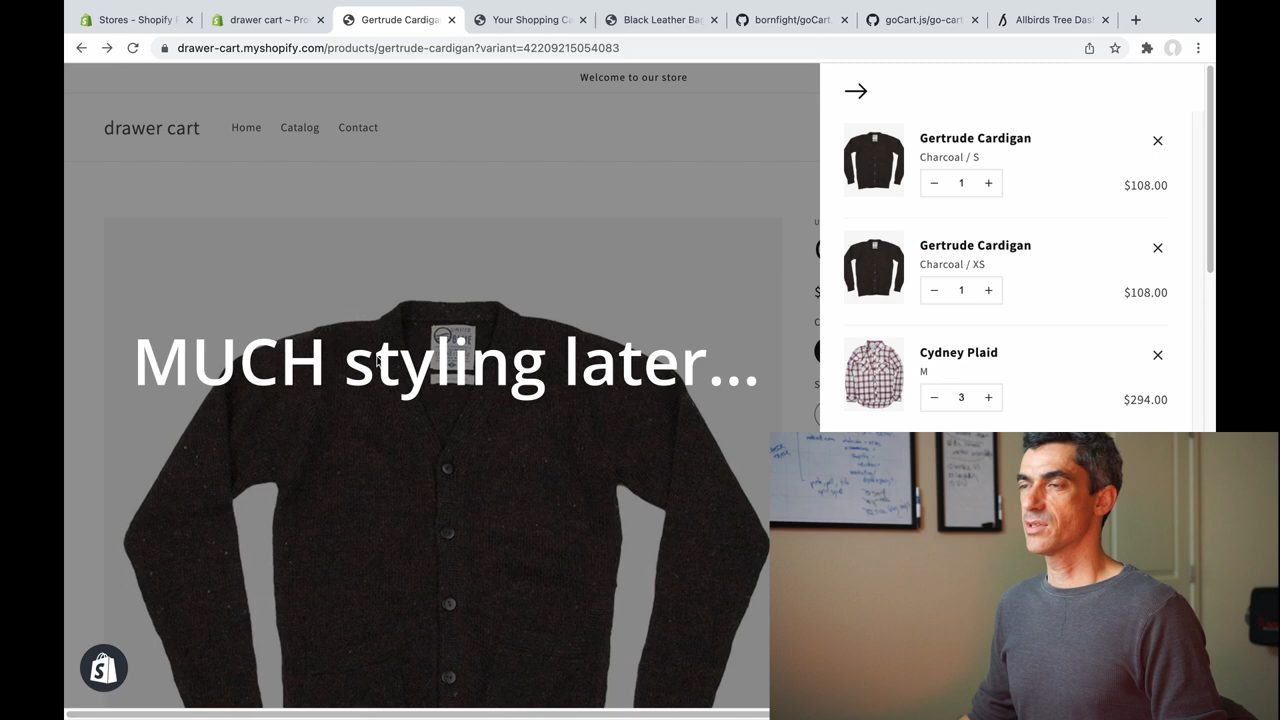 Stores - Shopify P
drawer cart ~ Pro
Gertrude Cardiga
Your Shopping Ca
Black Leather Bag
bornfight/goCart.
goCart.js/go-cart
Allbirds Tree Das
drawer-cart.myshopify.com/products/gertrude-cardigan?variant=42209215054083
Welcome to our store
drawer cart
Home
Catalog
Contact
Gertrude Cardigan
Charcoal / S
− 1 +
$108.00
Gertrude Cardigan
Charcoal / XS
− 1 +
$108.00
Cydney Plaid
M
− 3 +
$294.00
MUCH styling later...